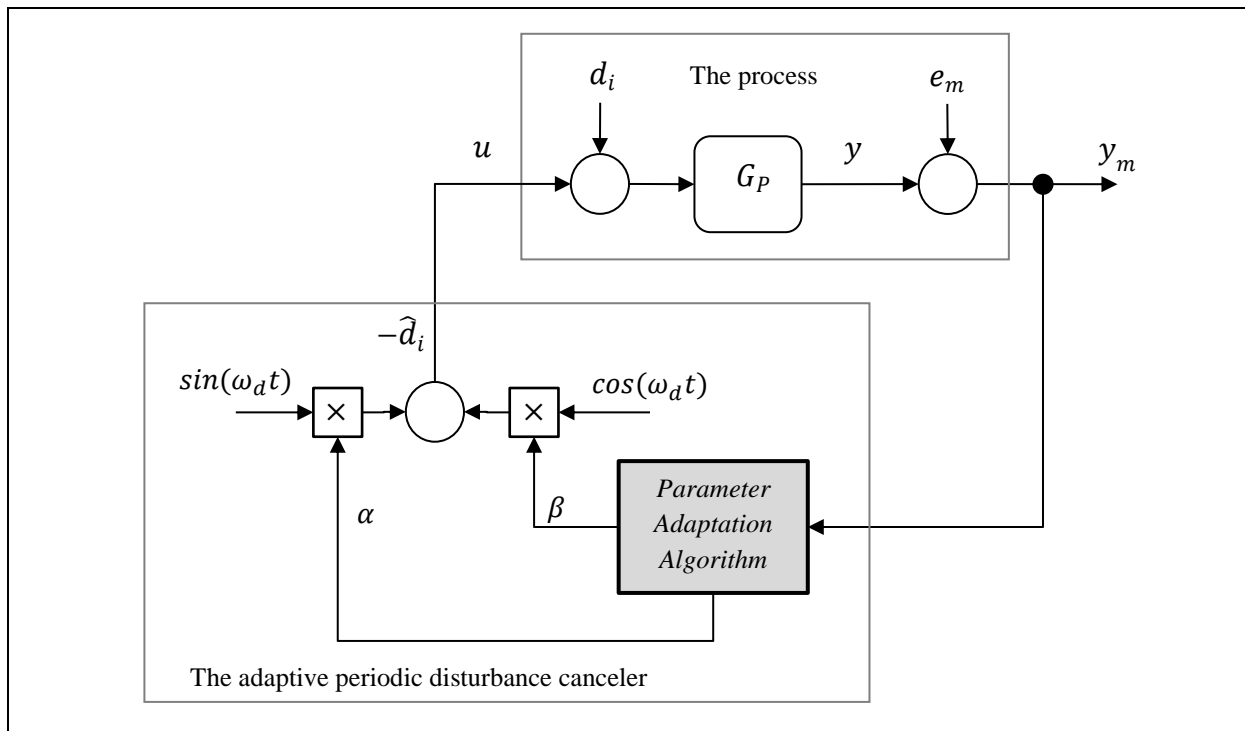 The process
d_i
e_m
u
G_P
y
y_m
−d̂_i
sin(ω_d t)
cos(ω_d t)
×
×
α
β
Parameter
Adaptation
Algorithm
The adaptive periodic disturbance canceler